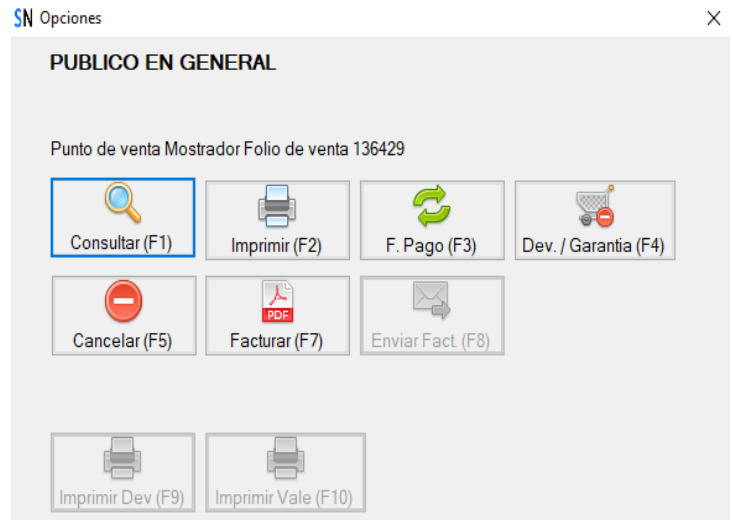 SN Opciones
PUBLICO EN GENERAL
Punto de venta Mostrador Folio de venta 136429
Consultar (F1)
Imprimir (F2)
F. Pago (F3)
Dev. / Garantia (F4)
Cancelar (F5)
PDF
Facturar (F7)
Enviar Fact. (F8)
Imprimir Dev (F9)
Imprimir Vale (F10)